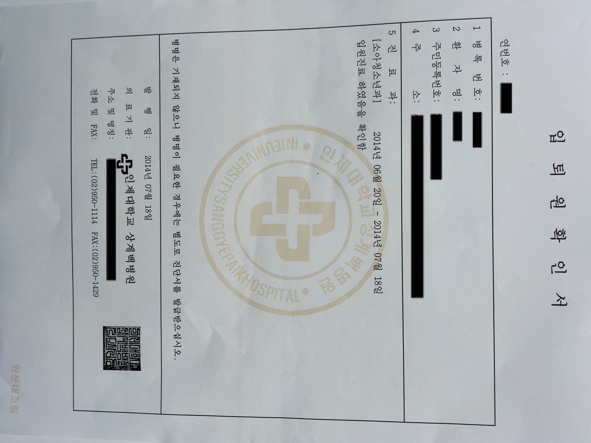 입 퇴 원 확 인 서
연번호 :
1 병 록 번 호:
2 환 자 명:
3 주민등록번호:
4 주 소:
5 진 료 과:
[소아청소년과] 2014년 06월 20일 - 2014년 07월 18일
입원진료 하였음을 확인함
병명은 기재되지 않으니 병명이 필요한 경우에는 별도로 진단서를 발급받으십시오.
발 행 일: 2014년 07월 18일
의 료 기 관: 인제대학교 상계백병원
주소 및 명칭:
전화 및 FAX: TEL:(02)950-1114 FAX:(02)950-1429
인제대학교 상계백병원
INJE UNIVERSITY SANGGYE PAIK HOSPITAL
원본대조필